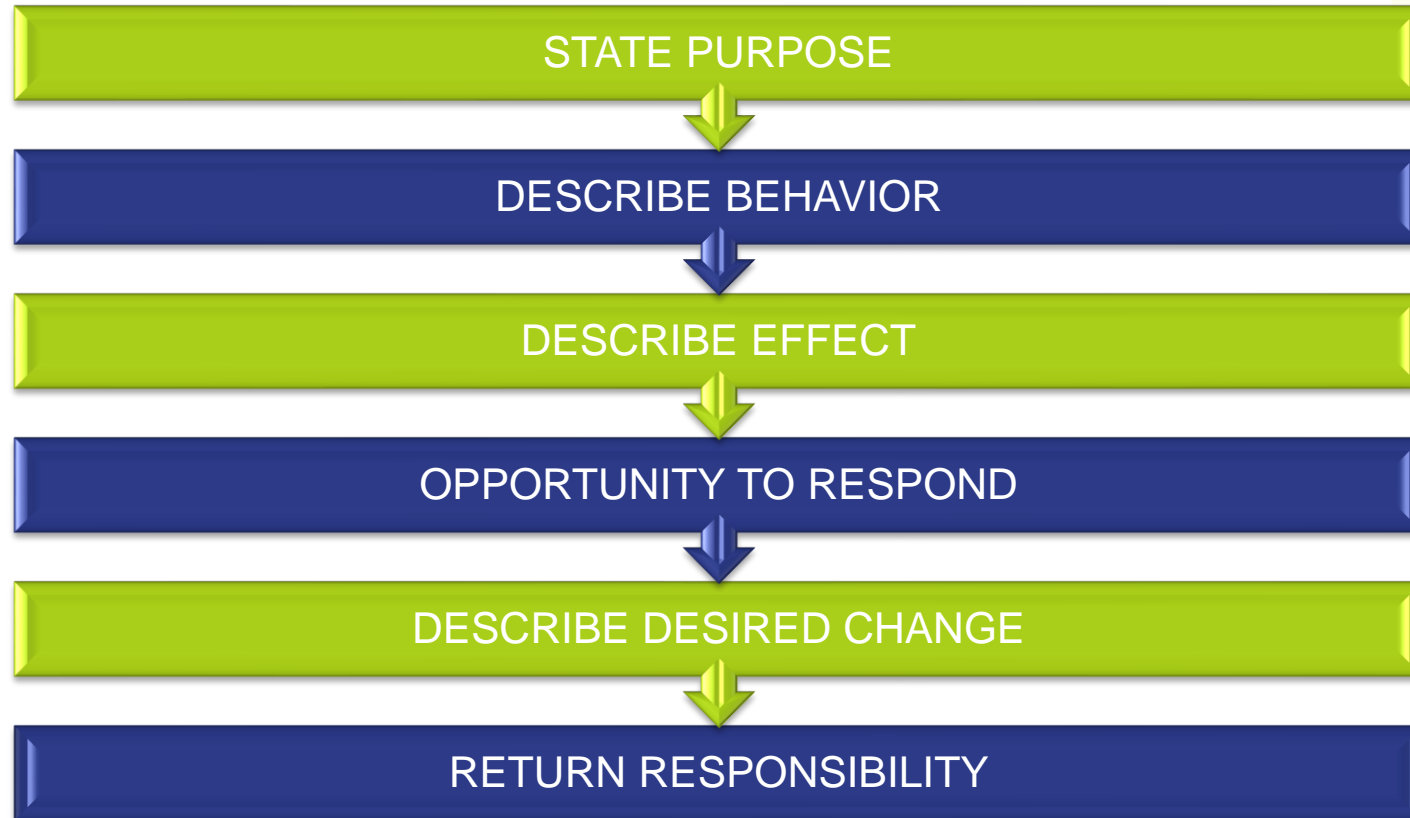 STATE PURPOSE
DESCRIBE BEHAVIOR
DESCRIBE EFFECT
OPPORTUNITY TO RESPOND
DESCRIBE DESIRED CHANGE
RETURN RESPONSIBILITY